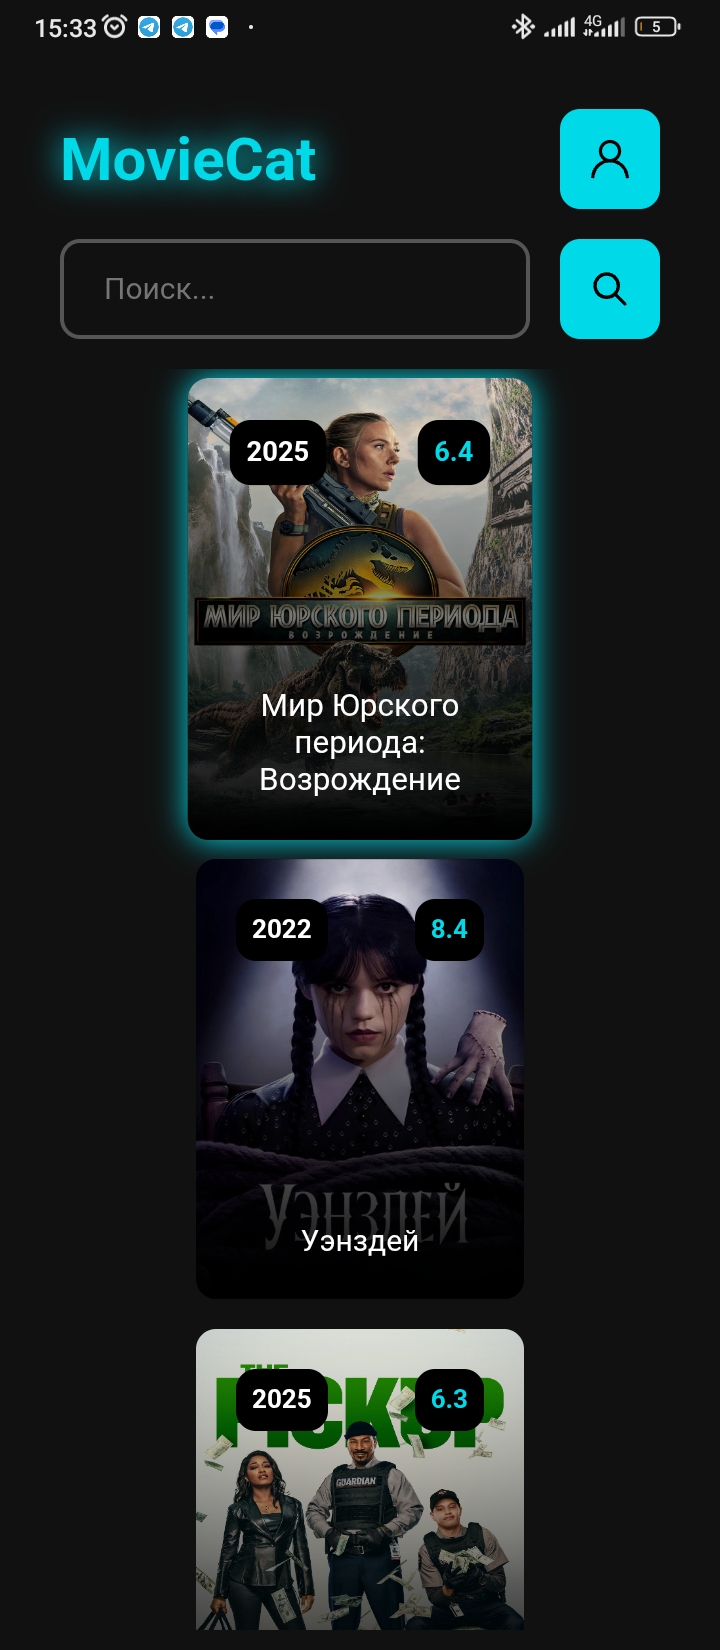 15:33
4G
5
MovieCat
Поиск...
2025
6.4
МИР ЮРСКОГО ПЕРИОДА
ВОЗРОЖДЕНИЕ
Мир Юрского
периода:
Возрождение
2022
8.4
УЭНЗДЕЙ
Уэнздей
THE
PICKUP
2025
6.3
GUARDIAN